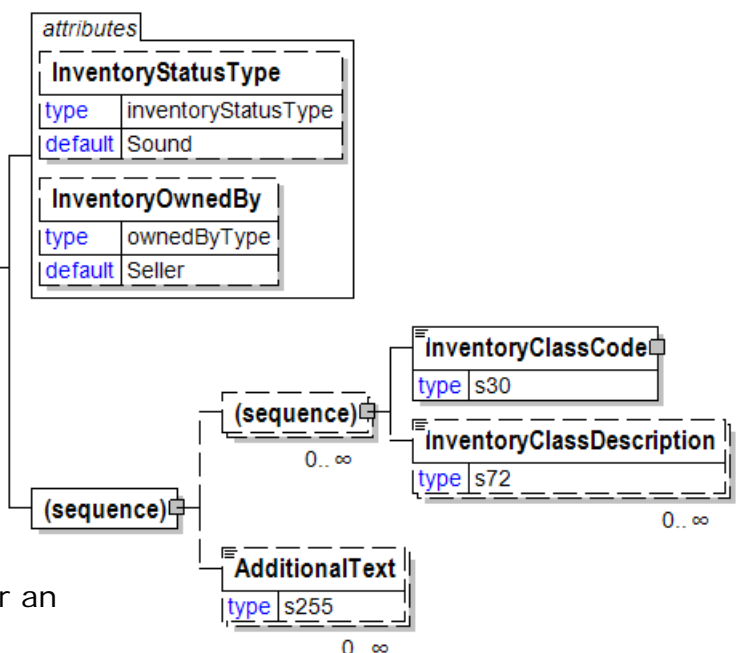 attributes
InventoryStatusType
type inventoryStatusType
default Sound
InventoryOwnedBy
type ownedByType
default Seller
InventoryClassCode
type s30
(sequence)
0.. ∞
InventoryClassDescription
type s72
0.. ∞
(sequence)
AdditionalText
type s255
0.. ∞
r an